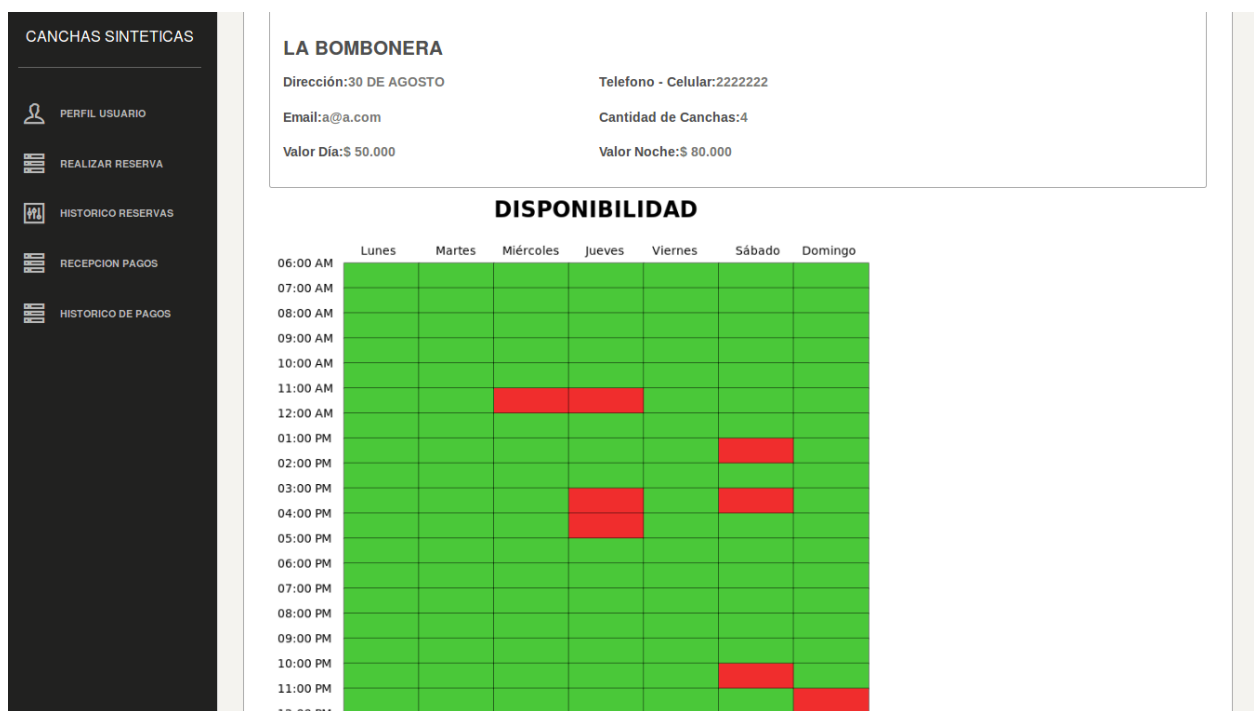 CANCHAS SINTETICAS
PERFIL USUARIO
REALIZAR RESERVA
HISTORICO RESERVAS
RECEPCION PAGOS
HISTORICO DE PAGOS
LA BOMBONERA
Dirección:30 DE AGOSTO
Telefono - Celular:2222222
Email:a@a.com
Cantidad de Canchas:4
Valor Día:$ 50.000
Valor Noche:$ 80.000
DISPONIBILIDAD
Lunes Martes Miércoles Jueves Viernes Sábado Domingo
06:00 AM
07:00 AM
08:00 AM
09:00 AM
10:00 AM
11:00 AM
12:00 AM
01:00 PM
02:00 PM
03:00 PM
04:00 PM
05:00 PM
06:00 PM
07:00 PM
08:00 PM
09:00 PM
10:00 PM
11:00 PM